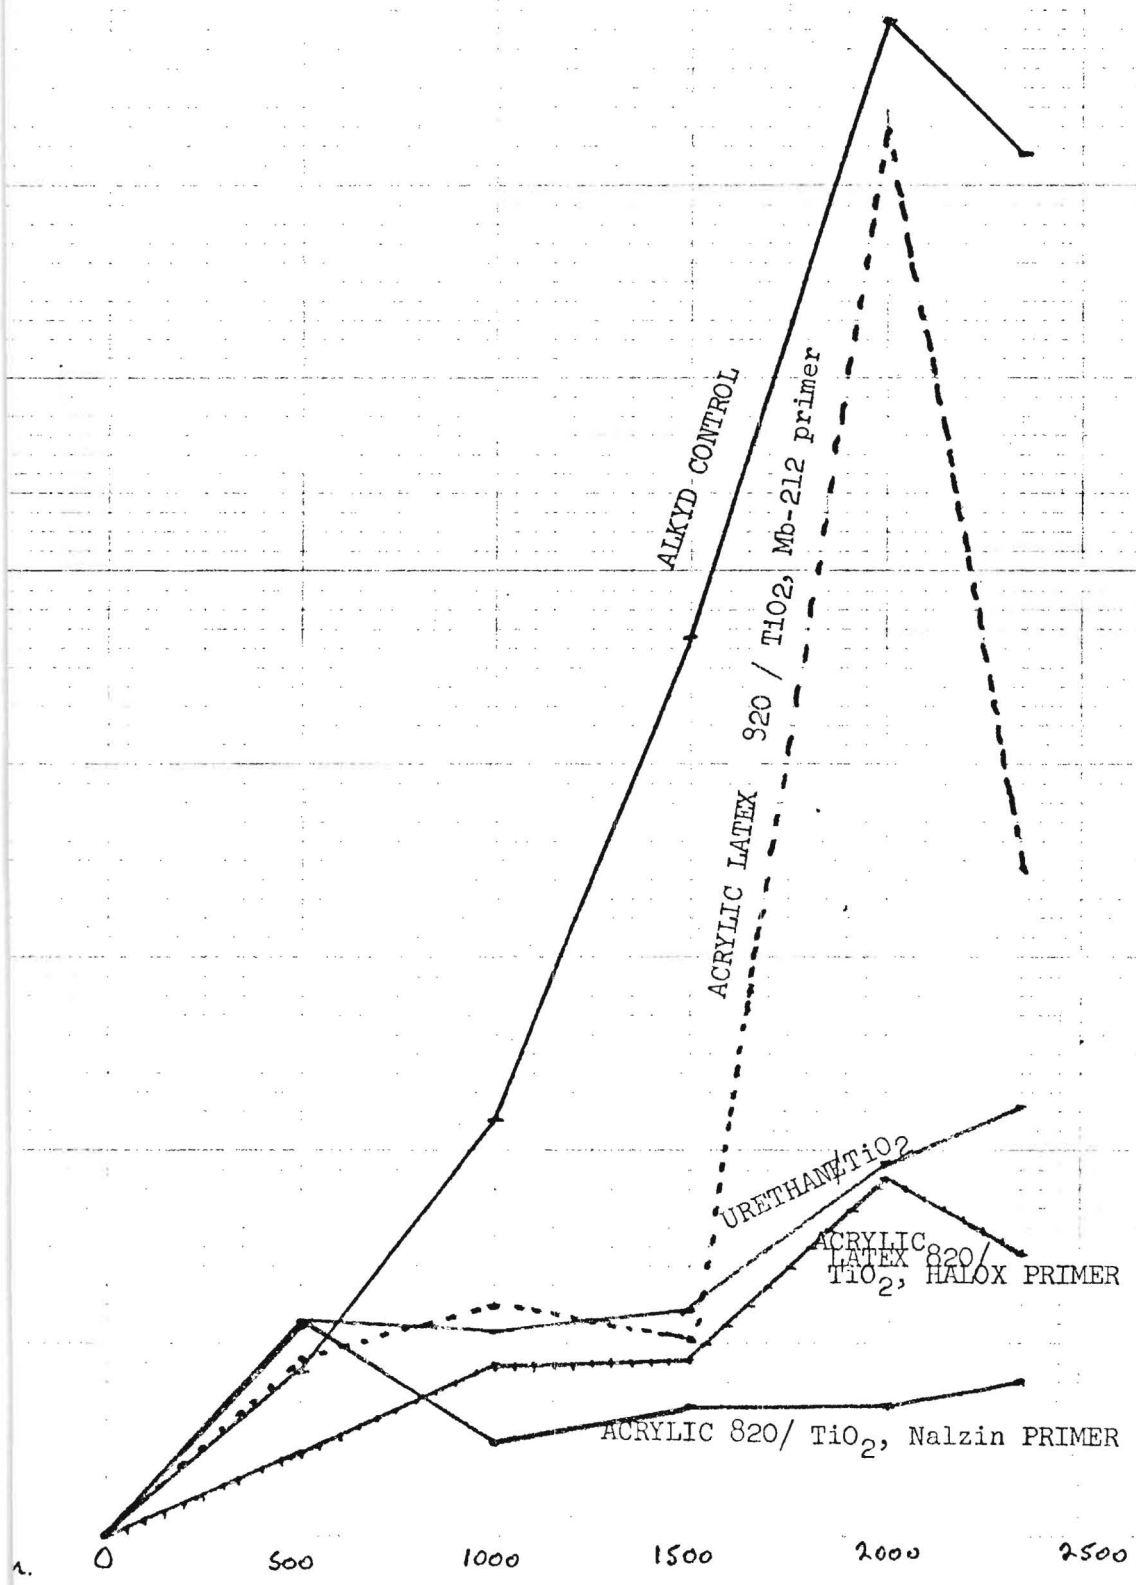 ALKYD CONTROL
ACRYLIC LATEX 820 / TiO2, Mb-212 primer
URETHANE/TiO2
ACRYLIC
LATEX 820/
TiO2, HALOX PRIMER
ACRYLIC 820/ TiO2, Nalzin PRIMER
0 500 1000 1500 2000 2500